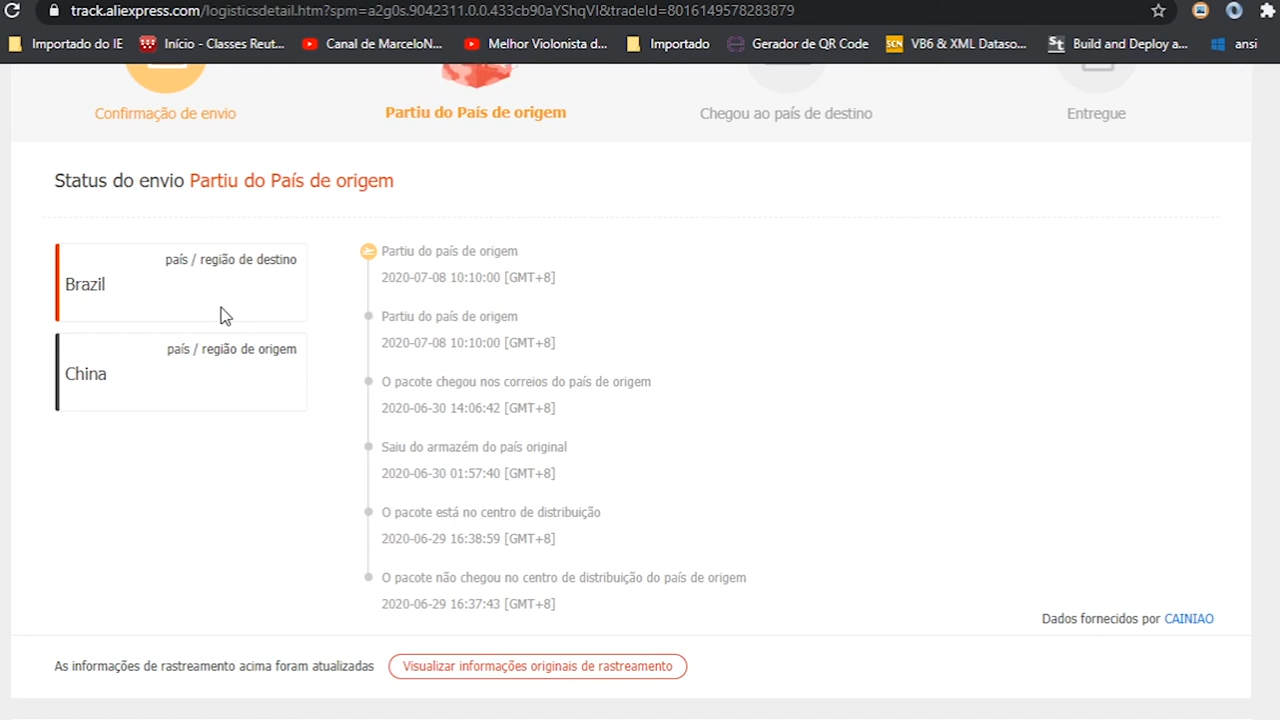 track.aliexpress.com/logisticsdetail.htm?spm=a2g0s.9042311.0.0.433cb90aYShqVI&tradeId=8016149578283879
Importado do IE
Início - Classes Reut...
Canal de MarceloN...
Melhor Violonista d...
Importado
Gerador de QR Code
SCN
VB6 & XML Dataso...
St
Build and Deploy a...
ansi
Confirmação de envio
Partiu do País de origem
Chegou ao país de destino
Entregue
Status do envio Partiu do País de origem
país / região de destino
Brazil
país / região de origem
China
Partiu do país de origem
2020-07-08 10:10:00 [GMT+8]
Partiu do país de origem
2020-07-08 10:10:00 [GMT+8]
O pacote chegou nos correios do país de origem
2020-06-30 14:06:42 [GMT+8]
Saiu do armazém do país original
2020-06-30 01:57:40 [GMT+8]
O pacote está no centro de distribuição
2020-06-29 16:38:59 [GMT+8]
O pacote não chegou no centro de distribuição do país de origem
2020-06-29 16:37:43 [GMT+8]
Dados fornecidos por CAINIAO
As informações de rastreamento acima foram atualizadas
Visualizar informações originais de rastreamento